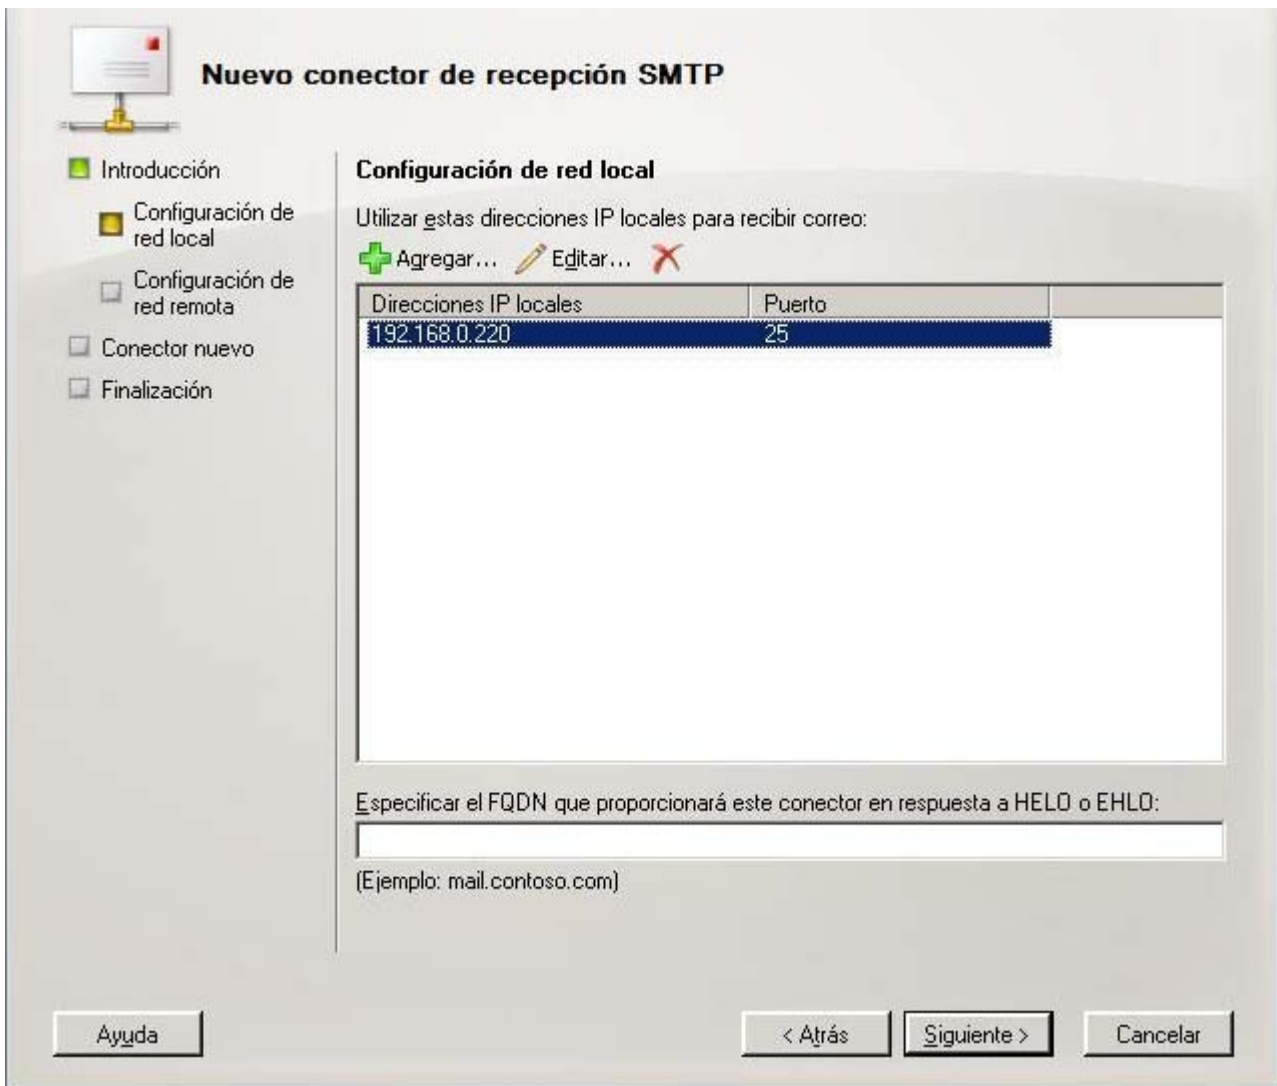 Nuevo conector de recepción SMTP
Introducción
Configuración de
red local
Configuración de
red remota
Conector nuevo
Finalización
Configuración de red local
Utilizar estas direcciones IP locales para recibir correo:
Agregar... Editar...
Direcciones IP locales Puerto
192.168.0.220 25
Especificar el FQDN que proporcionará este conector en respuesta a HELO o EHLO:
(Ejemplo: mail.contoso.com)
Ayuda < Atrás Siguiente > Cancelar